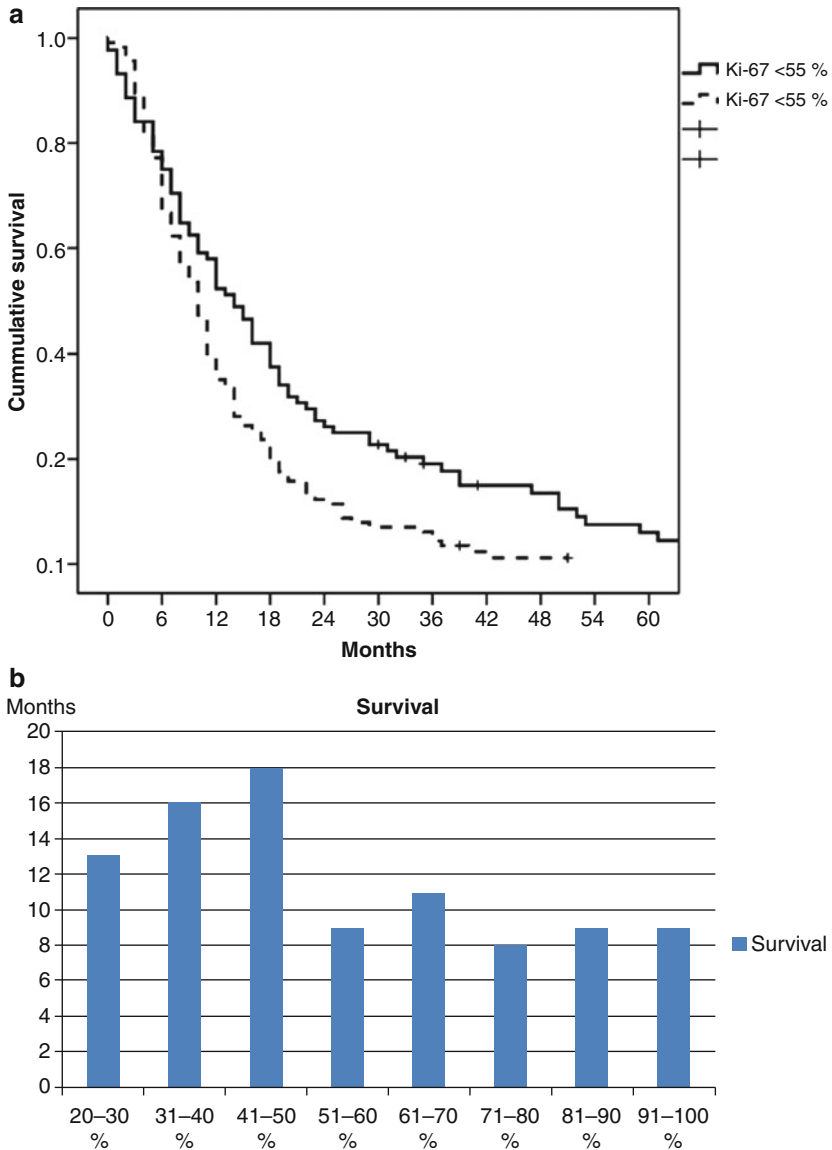 a
1.0
0.8
0.6
0.4
0.2
0.1
Cummulative survival
0 6 12 18 24 30 36 42 48 54 60
Months
Ki-67 <55 %
Ki-67 <55 %
b
Months
Survival
20
18
16
14
12
10
8
6
4
2
0
20–30 % 31–40 % 41–50 % 51–60 % 61–70 % 71–80 % 81–90 % 91–100 %
Survival